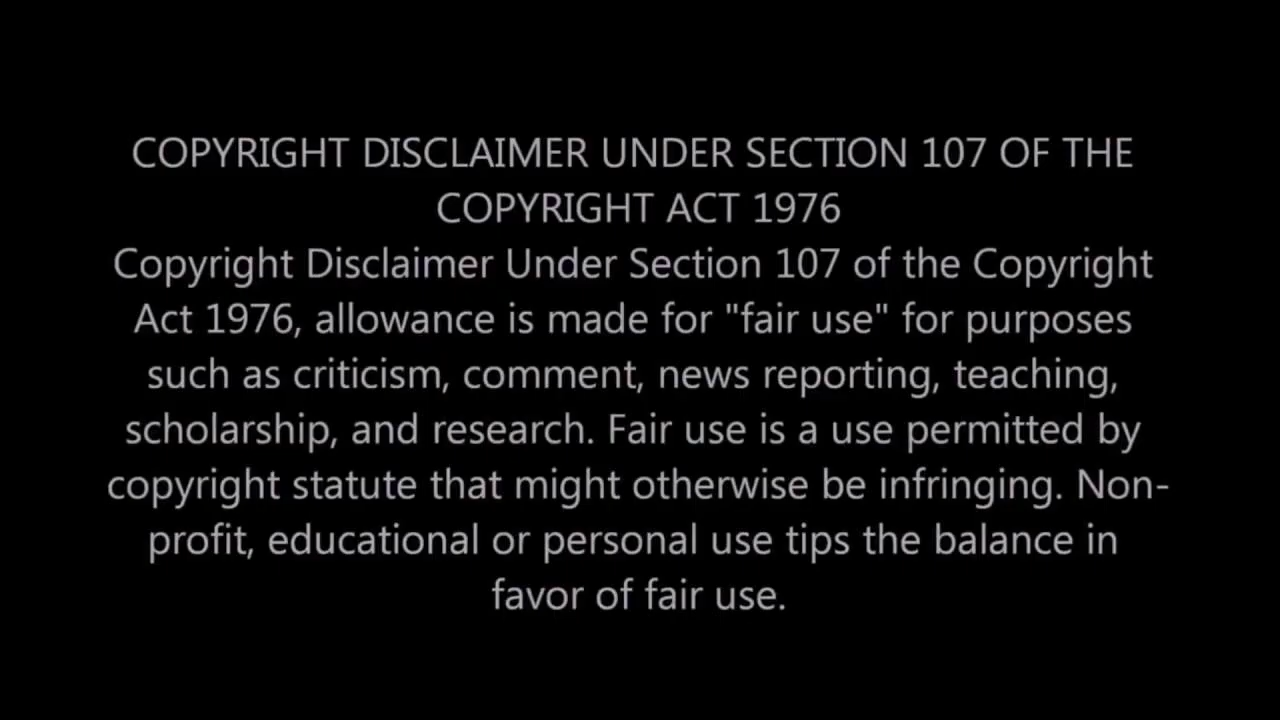 COPYRIGHT DISCLAIMER UNDER SECTION 107 OF THE
COPYRIGHT ACT 1976
Copyright Disclaimer Under Section 107 of the Copyright
Act 1976, allowance is made for "fair use" for purposes
such as criticism, comment, news reporting, teaching,
scholarship, and research. Fair use is a use permitted by
copyright statute that might otherwise be infringing. Non-
profit, educational or personal use tips the balance in
favor of fair use.